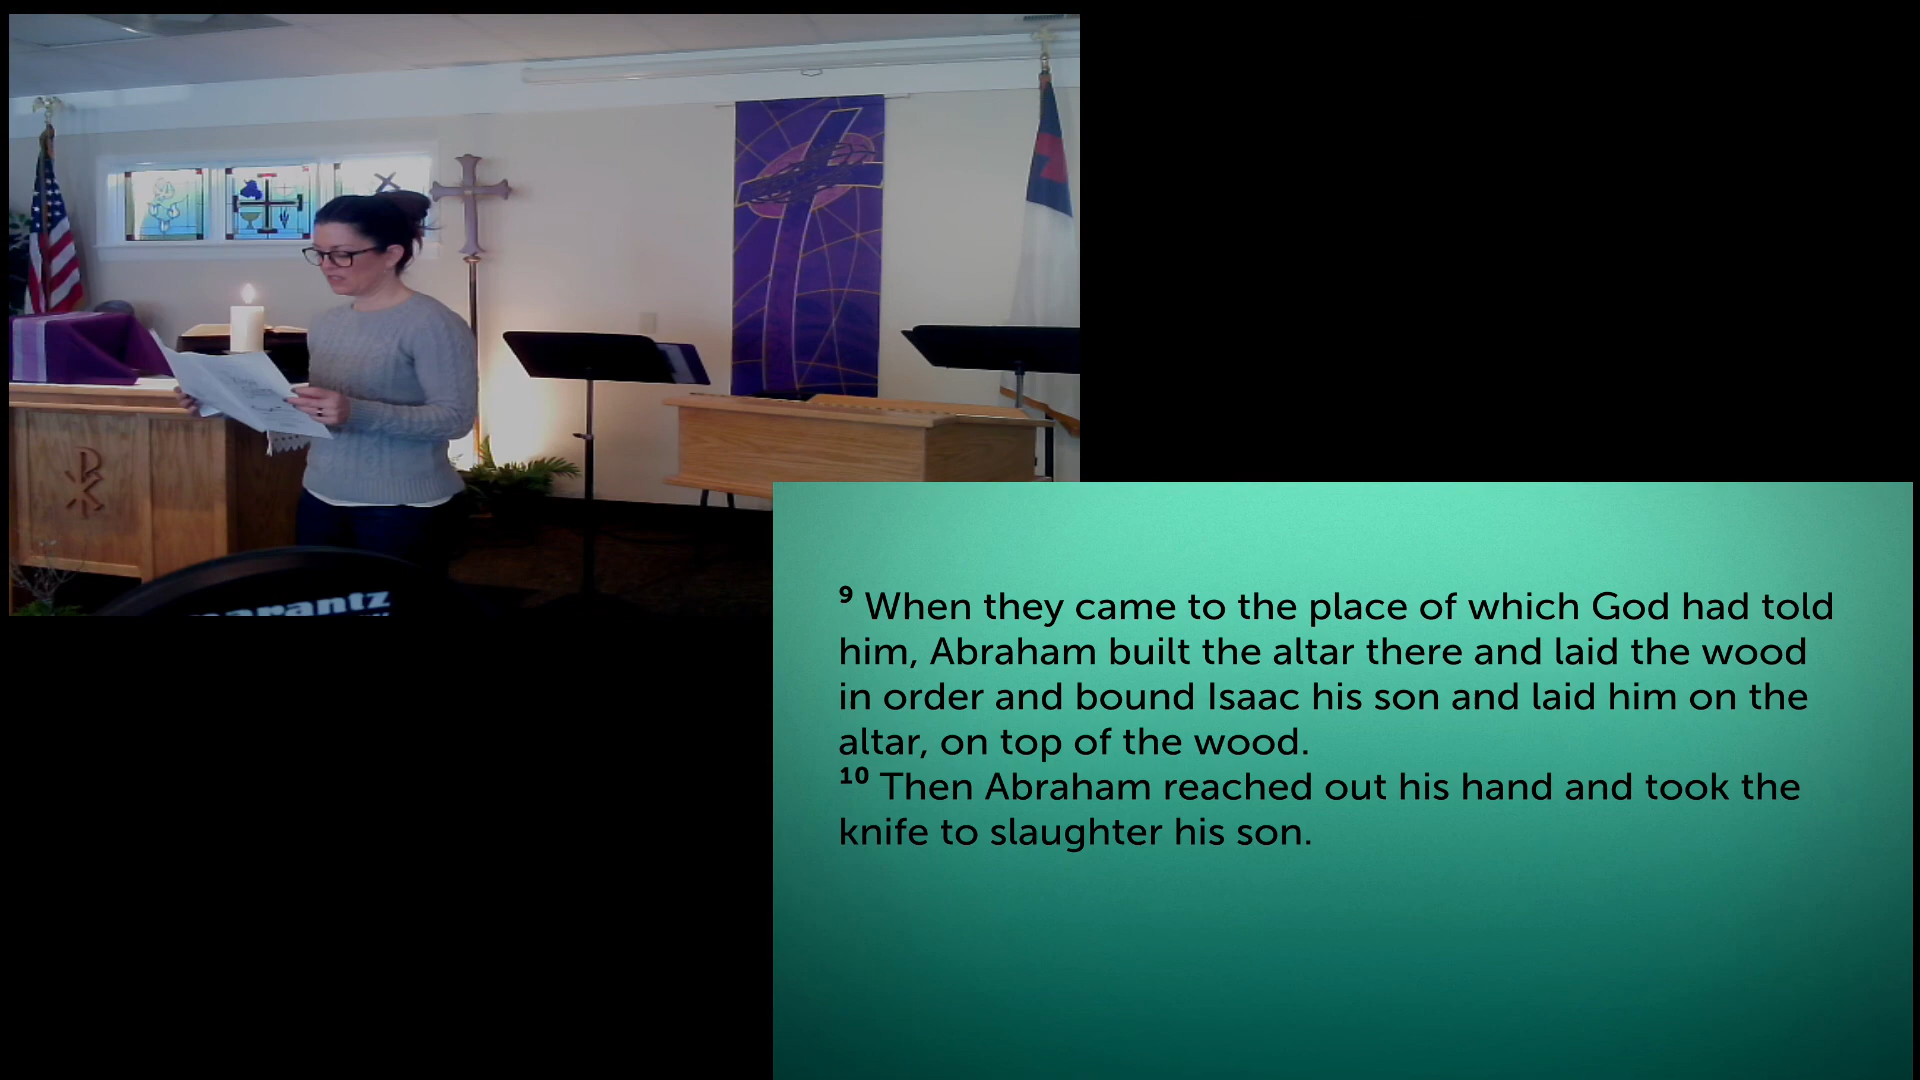 marantz
9 When they came to the place of which God had told
him, Abraham built the altar there and laid the wood
in order and bound Isaac his son and laid him on the
altar, on top of the wood.
10 Then Abraham reached out his hand and took the
knife to slaughter his son.